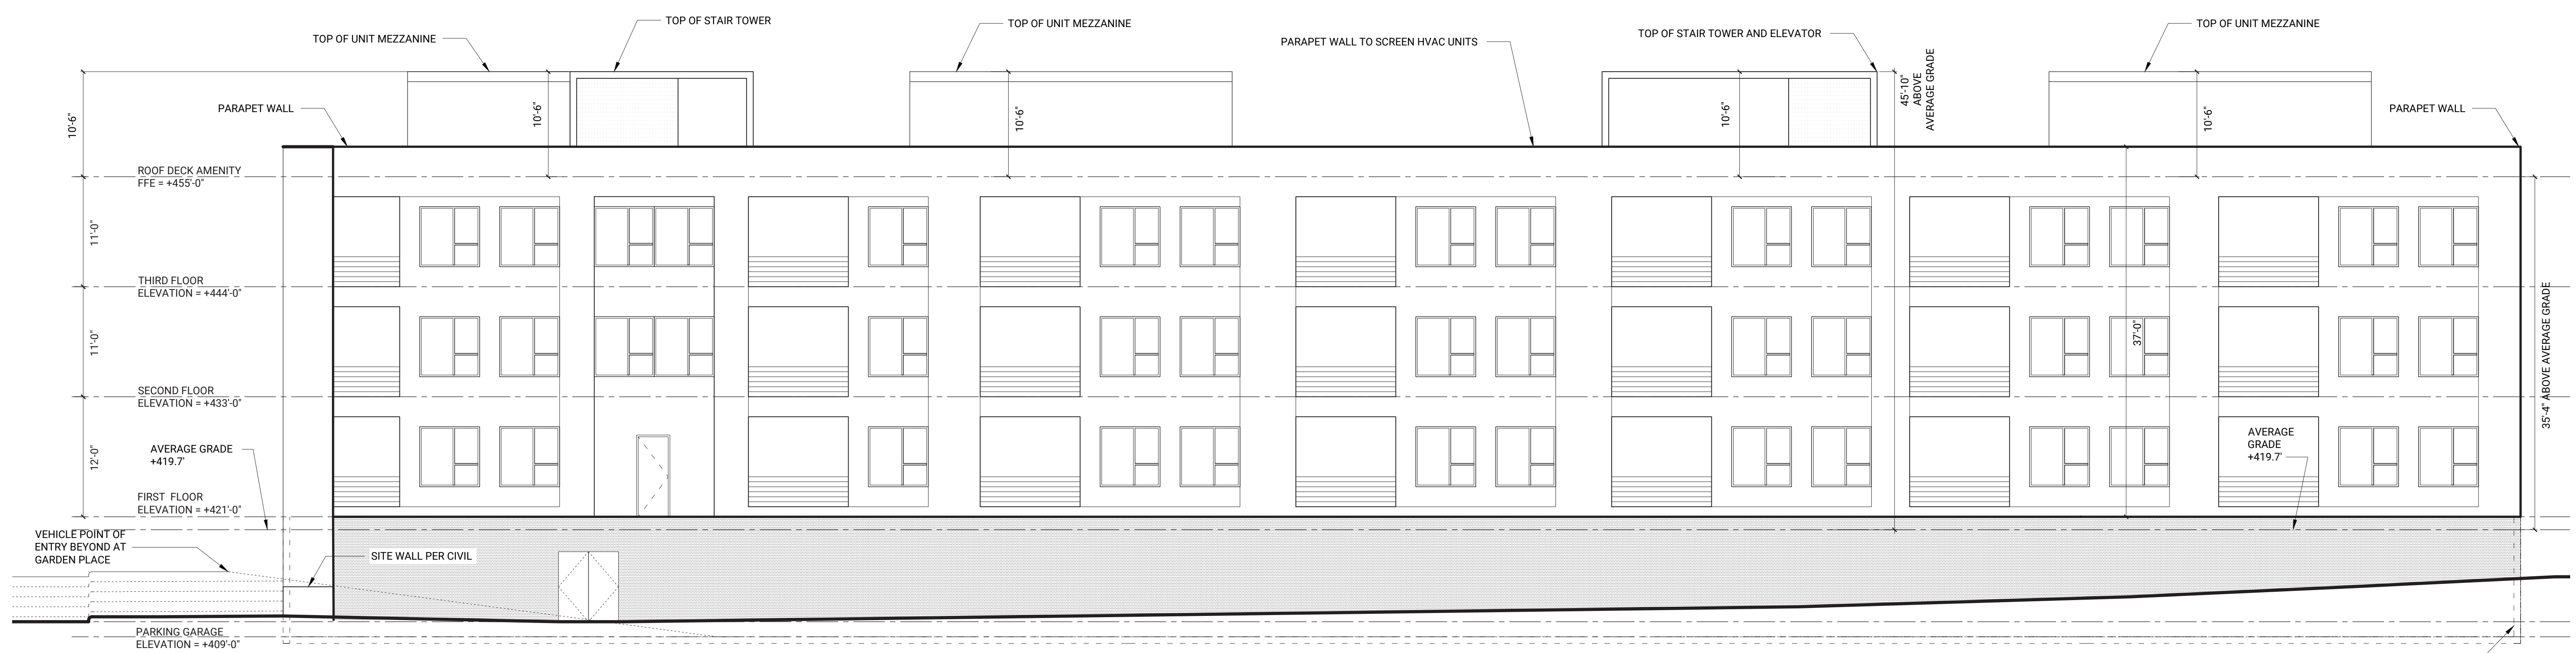 TOP OF STAIR TOWER
TOP OF UNIT MEZZANINE
TOP OF UNIT MEZZANINE
PARAPET WALL TO SCREEN HVAC UNITS
TOP OF STAIR TOWER AND ELEVATOR
TOP OF UNIT MEZZANINE
PARAPET WALL
PARAPET WALL
10'-6"
10'-6"
10'-6"
10'-6"
45'-10"
ABOVE
AVERAGE GRADE
10'-6"
ROOF DECK AMENITY
FFE = +455'-0"
11'-0"
THIRD FLOOR
ELEVATION = +444'-0"
11'-0"
37'-0"
35'-4" ABOVE AVERAGE GRADE
SECOND FLOOR
ELEVATION = +433'-0"
12'-0"
AVERAGE GRADE
+419.7'
AVERAGE
GRADE
+419.7'
FIRST FLOOR
ELEVATION = +421'-0"
VEHICLE POINT OF
ENTRY BEYOND AT
GARDEN PLACE
SITE WALL PER CIVIL
PARKING GARAGE
ELEVATION = +409'-0"